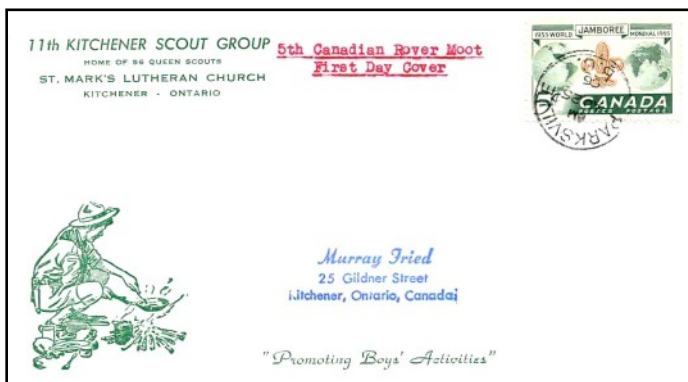 11th KITCHENER SCOUT GROUP
HOME OF 96 QUEEN SCOUTS
ST. MARK'S LUTHERAN CHURCH
KITCHENER - ONTARIO
5th Canadian Rover Moot
First Day Cover
1955 WORLD JAMBOREE MONDIAL 1955
CANADA
POSTES POSTAGE
PARKSVILLE
Murray Fried
25 Gildner Street
Kitchener, Ontario, Canada
"Promoting Boys' Activities"